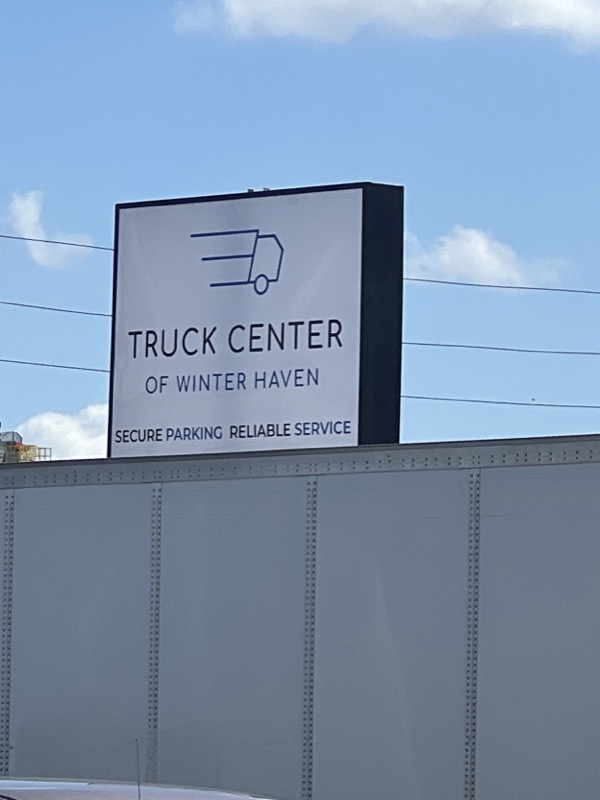 TRUCK CENTER
OF WINTER HAVEN
SECURE PARKING RELIABLE SERVICE